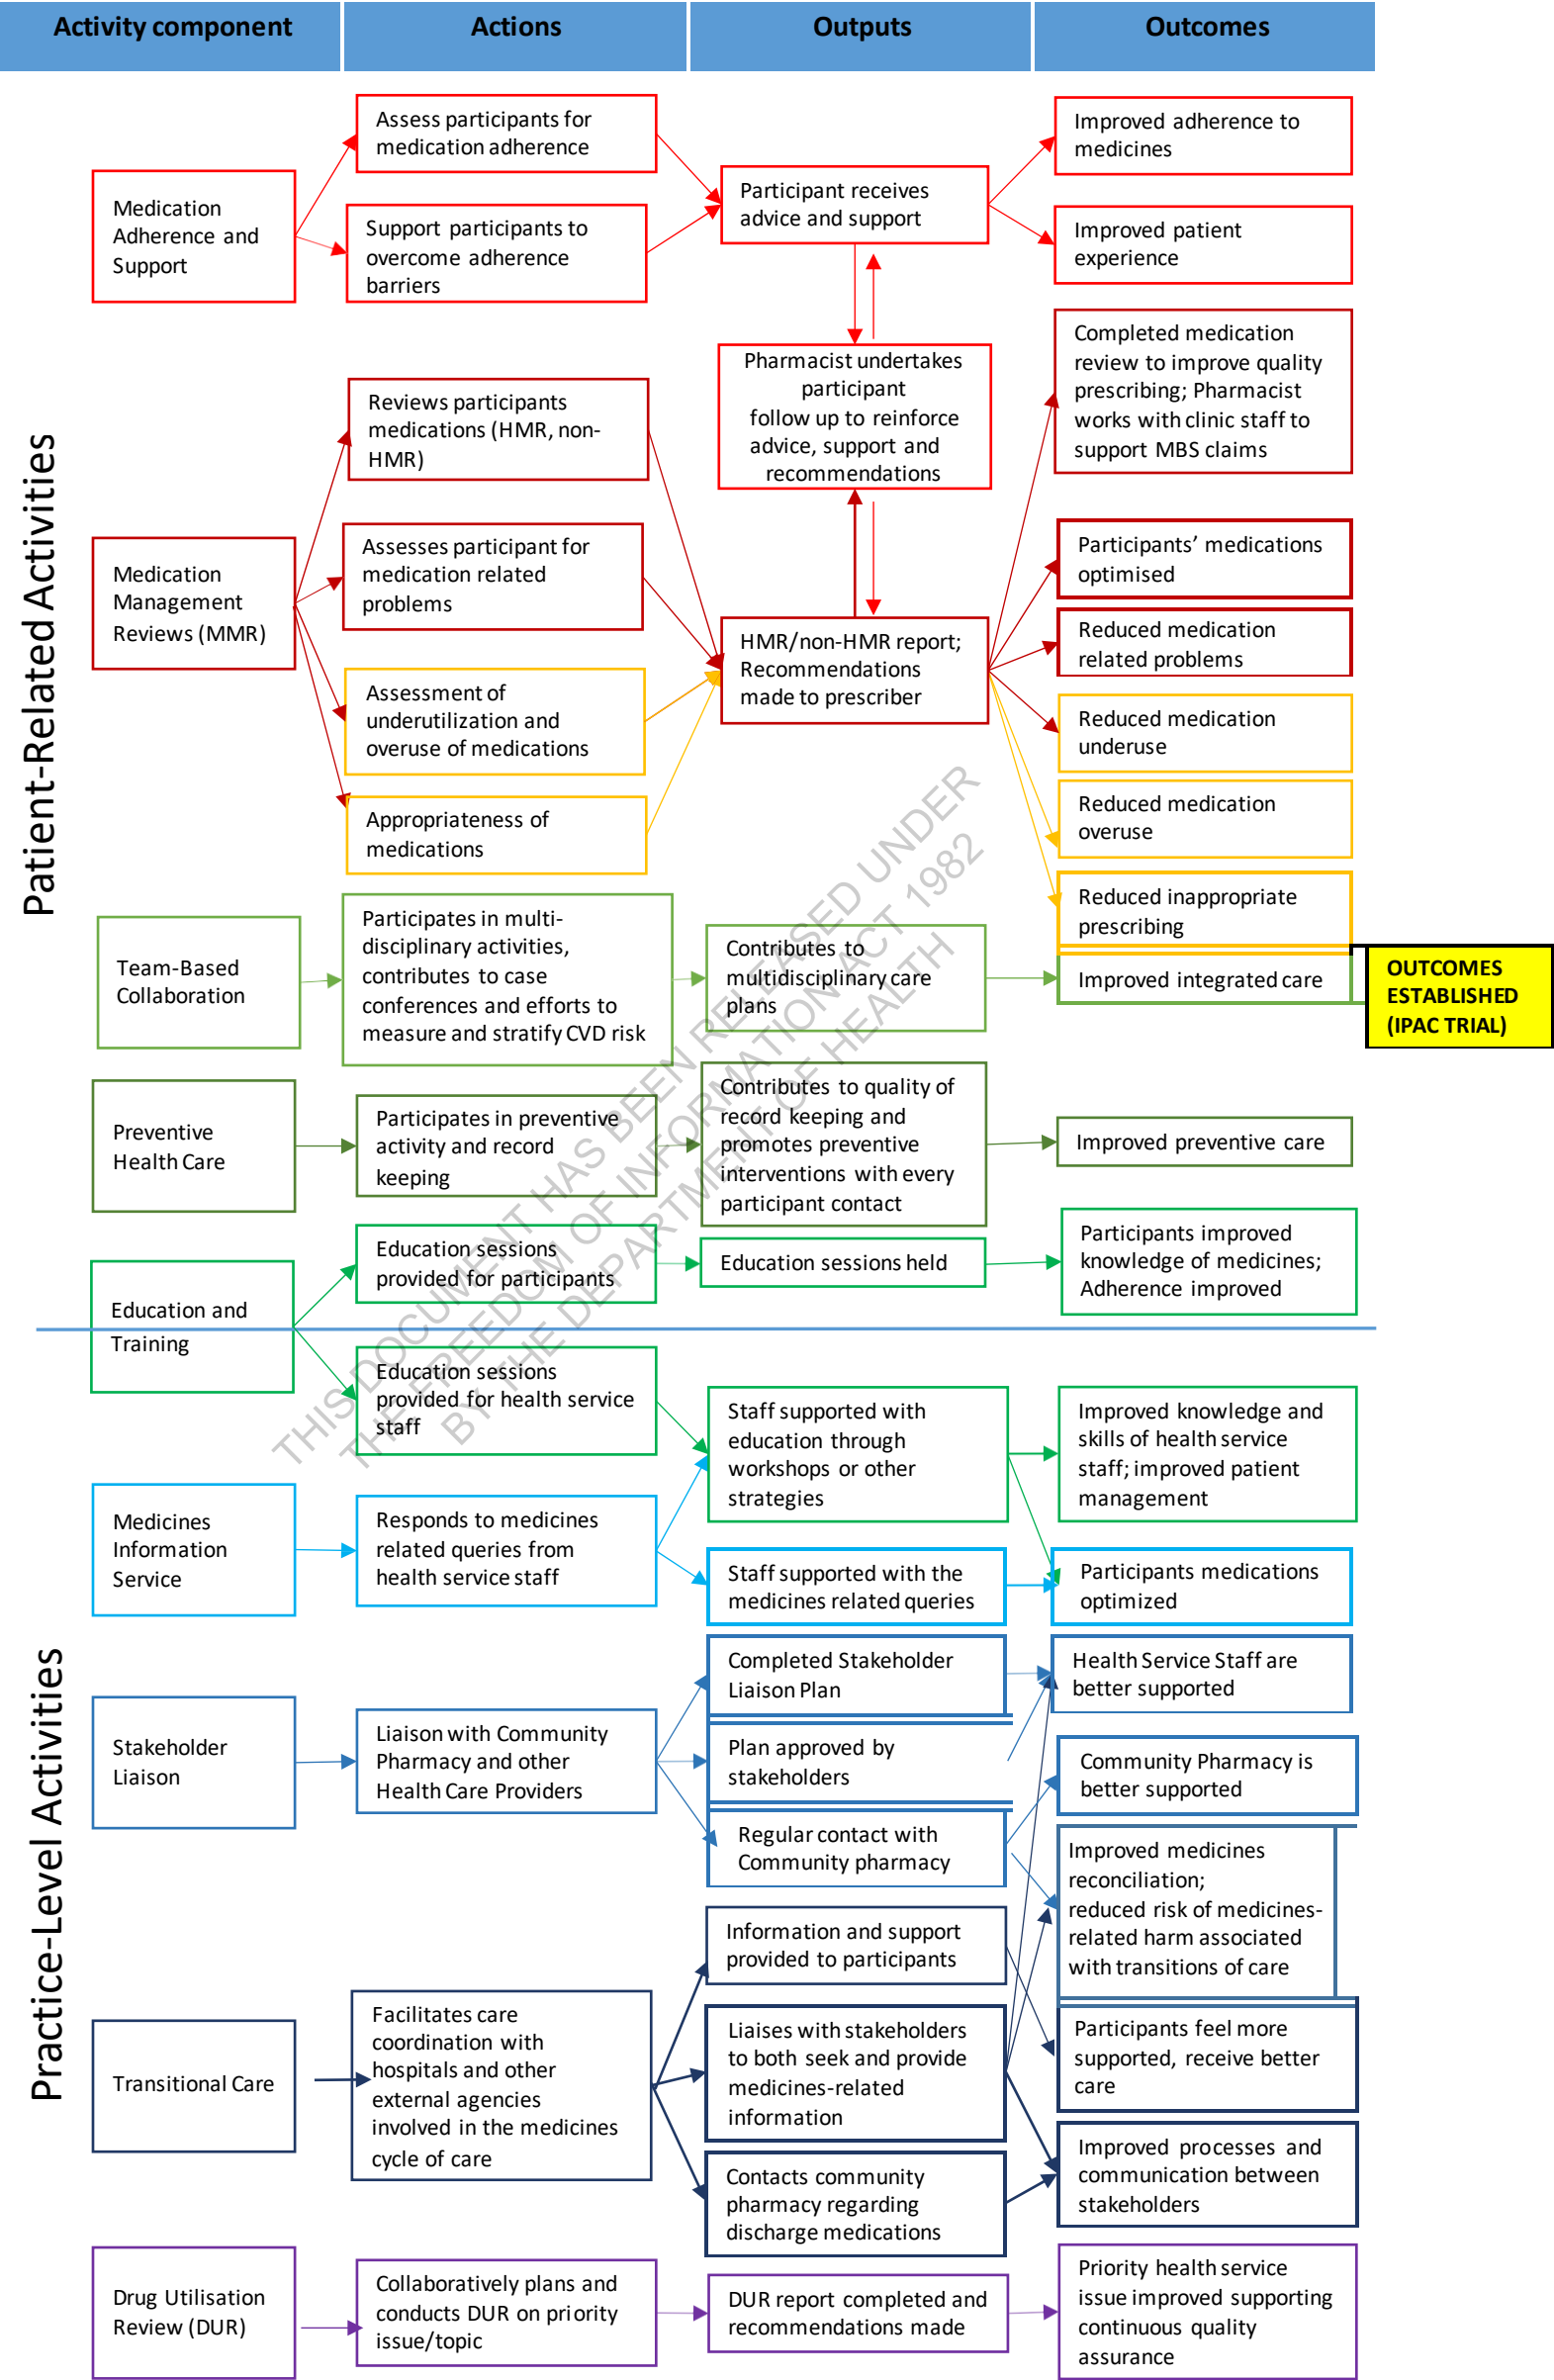 Activity component
Actions
Outputs
Outcomes
Patient-Related Activities
Medication
Adherence and
Support
Assess participants for
medication adherence
Support participants to
overcome adherence
barriers
Participant receives
advice and support
Improved adherence to
medicines
Improved patient
experience
Pharmacist undertakes
participant
follow up to reinforce
advice, support and
recommendations
Medication
Management
Reviews (MMR)
Reviews participants
medications (HMR, non-
HMR)
Assesses participant for
medication related
problems
Assessment of
underutilization and
overuse of medications
Appropriateness of
medications
HMR/non-HMR report;
Recommendations
made to prescriber
Completed medication
review to improve quality
prescribing; Pharmacist
works with clinic staff to
support MBS claims
Participants’ medications
optimised
Reduced medication
related problems
Reduced medication
underuse
Reduced medication
overuse
Reduced inappropriate
prescribing
Team-Based
Collaboration
Participates in multi-
disciplinary activities,
contributes to case
conferences and efforts to
measure and stratify CVD risk
Contributes to
multidisciplinary care
plans
Improved integrated care
OUTCOMES
ESTABLISHED
(IPAC TRIAL)
Preventive
Health Care
Participates in preventive
activity and record
keeping
Contributes to quality of
record keeping and
promotes preventive
interventions with every
participant contact
Improved preventive care
Education and
Training
Education sessions
provided for participants
Education sessions held
Participants improved
knowledge of medicines;
Adherence improved
THIS DOCUMENT HAS BEEN RELEASED UNDER
THE FREEDOM OF INFORMATION ACT 1982
BY THE DEPARTMENT OF HEALTH
Practice-Level Activities
Education sessions
provided for health service
staff
Staff supported with
education through
workshops or other
strategies
Improved knowledge and
skills of health service
staff; improved patient
management
Medicines
Information
Service
Responds to medicines
related queries from
health service staff
Staff supported with the
medicines related queries
Participants medications
optimized
Stakeholder
Liaison
Liaison with Community
Pharmacy and other
Health Care Providers
Completed Stakeholder
Liaison Plan
Plan approved by
stakeholders
Regular contact with
Community pharmacy
Health Service Staff are
better supported
Community Pharmacy is
better supported
Improved medicines
reconciliation;
reduced risk of medicines-
related harm associated
with transitions of care
Transitional Care
Facilitates care
coordination with
hospitals and other
external agencies
involved in the medicines
cycle of care
Information and support
provided to participants
Liaises with stakeholders
to both seek and provide
medicines-related
information
Contacts community
pharmacy regarding
discharge medications
Participants feel more
supported, receive better
care
Improved processes and
communication between
stakeholders
Drug Utilisation
Review (DUR)
Collaboratively plans and
conducts DUR on priority
issue/topic
DUR report completed and
recommendations made
Priority health service
issue improved supporting
continuous quality
assurance